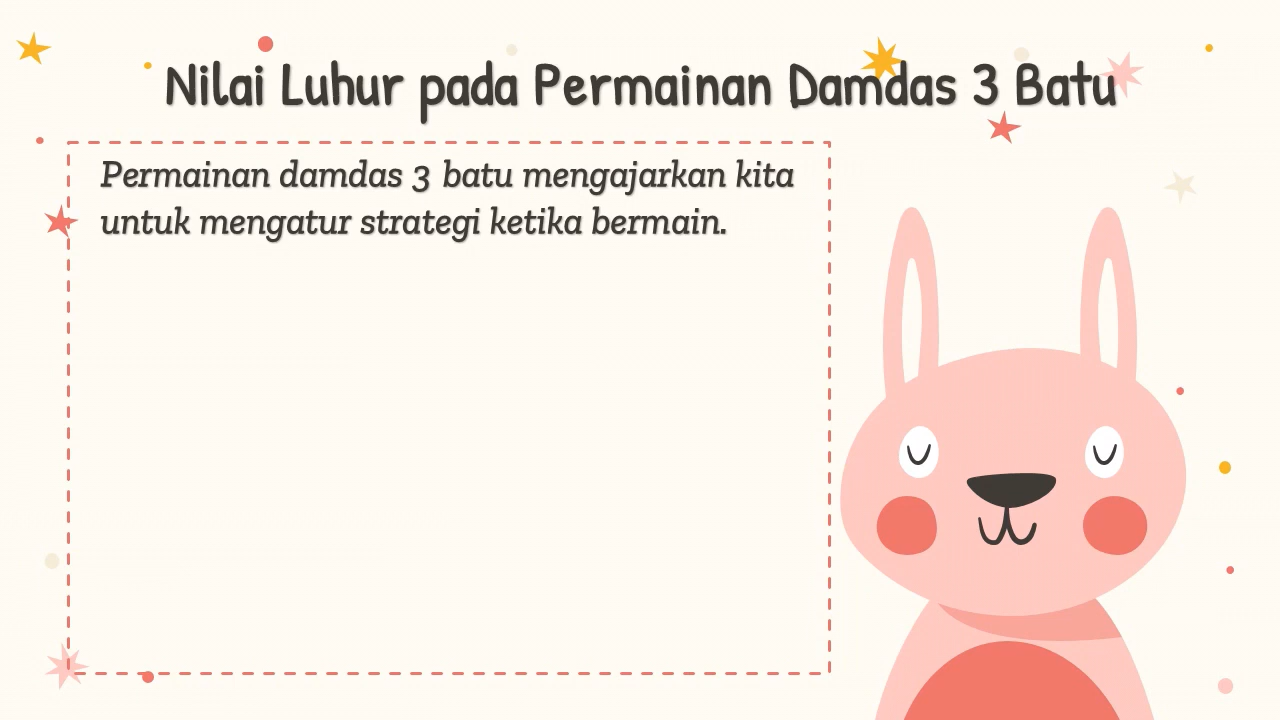 Nilai Luhur pada Permainan Damdas 3 Batu
Permainan damdas 3 batu mengajarkan kita
untuk mengatur strategi ketika bermain.